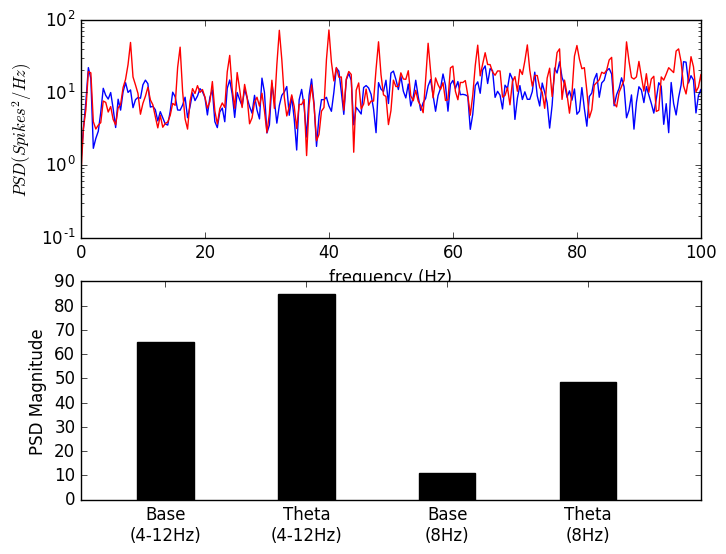 10^2
10^1
10^0
10^-1
PSD(Spikes^2/Hz)
0 20 40 60 80 100
frequency (Hz)
90
80
70
60
50
40
30
20
10
0
PSD Magnitude
Base Theta Base Theta
(4-12Hz) (4-12Hz) (8Hz) (8Hz)